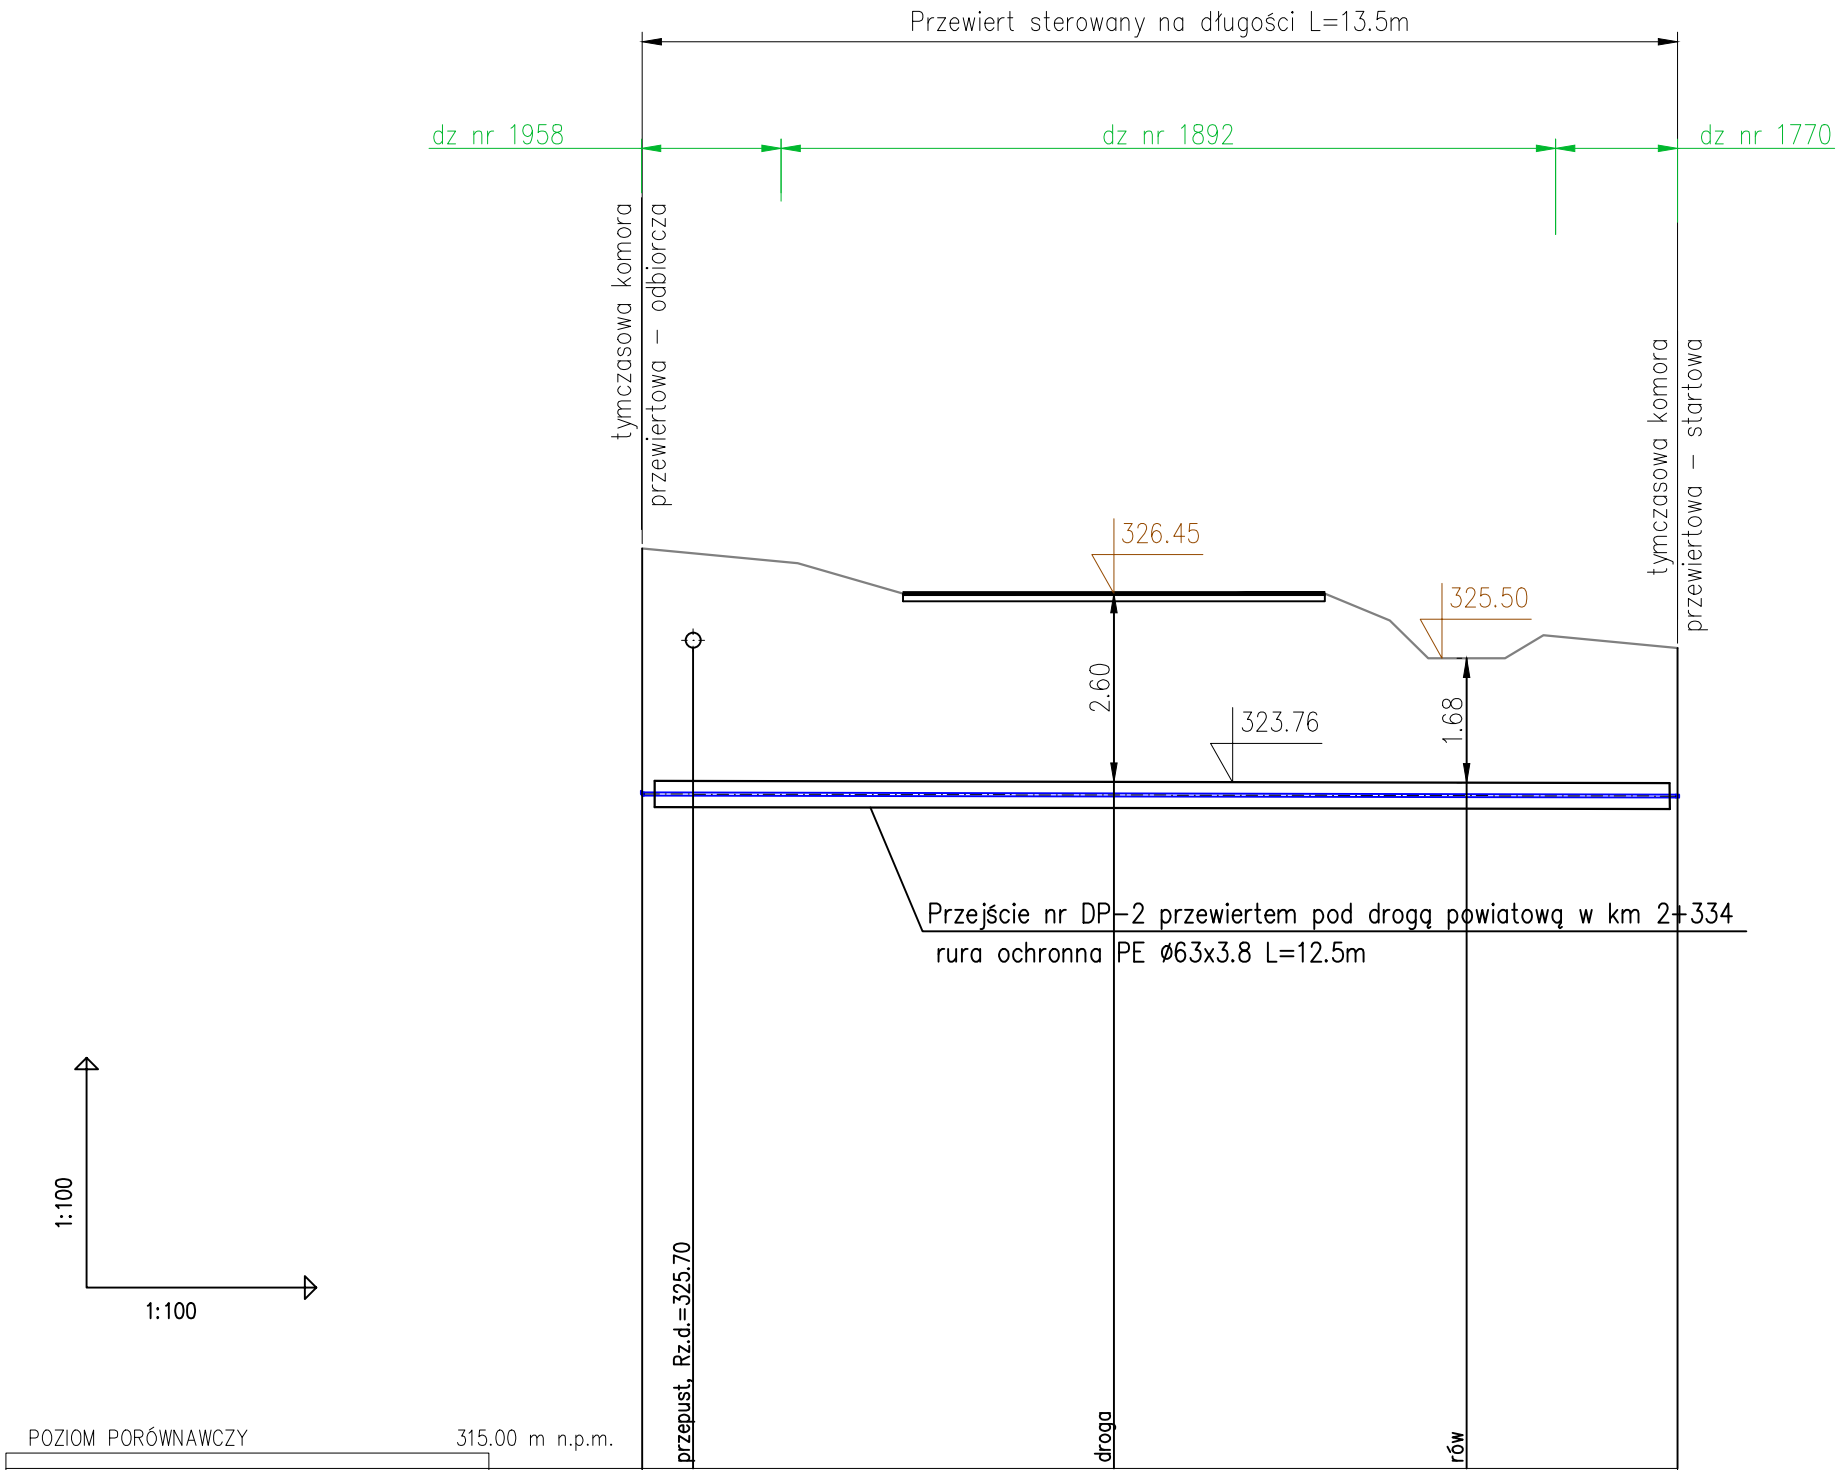 Przewiert sterowany na długości L=13.5m
dz nr 1958
dz nr 1892
dz nr 1770
tymczasowa komora
przewiertowa – odbiorcza
tymczasowa komora
przewiertowa – startowa
326.45
325.50
2.60
1.68
323.76
Przejście nr DP-2 przewiertem pod drogą powiatową w km 2+334
rura ochronna PE Ø63x3.8 L=12.5m
1:100
1:100
przepust, Rz.d.=325.70
droga
rów
POZIOM PORÓWNAWCZY 315.00 m n.p.m.